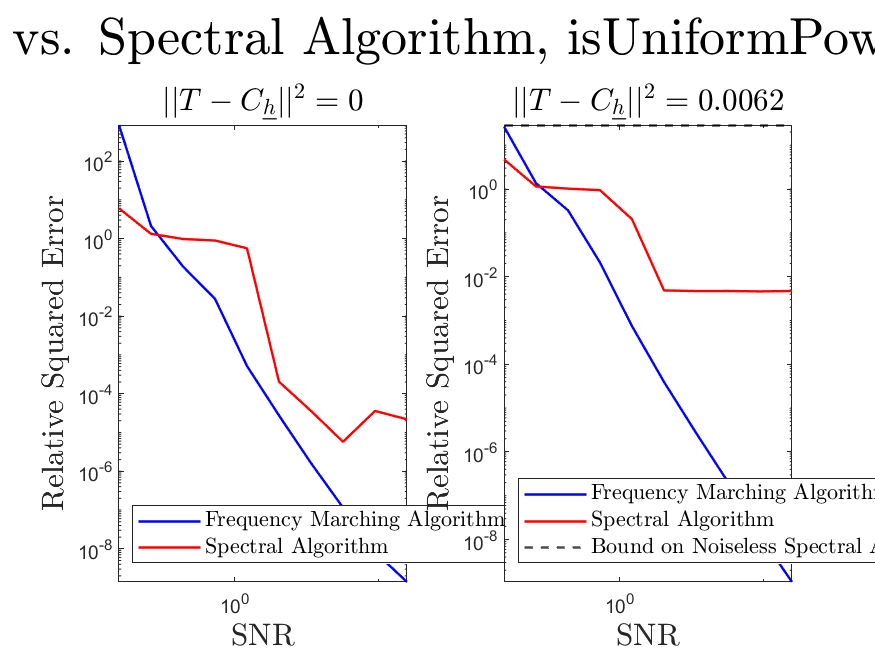 vs. Spectral Algorithm, isUniformPow
||T − C_h||² = 0
Relative Squared Error
10²
10⁰
10⁻²
10⁻⁴
10⁻⁶
10⁻⁸
Frequency Marching Algorithm
Spectral Algorithm
10⁰
SNR
||T − C_h||² = 0.0062
Relative Squared Error
10⁰
10⁻²
10⁻⁴
10⁻⁶
10⁻⁸
Frequency Marching Algorith
Spectral Algorithm
Bound on Noiseless Spectral A
10⁰
SNR